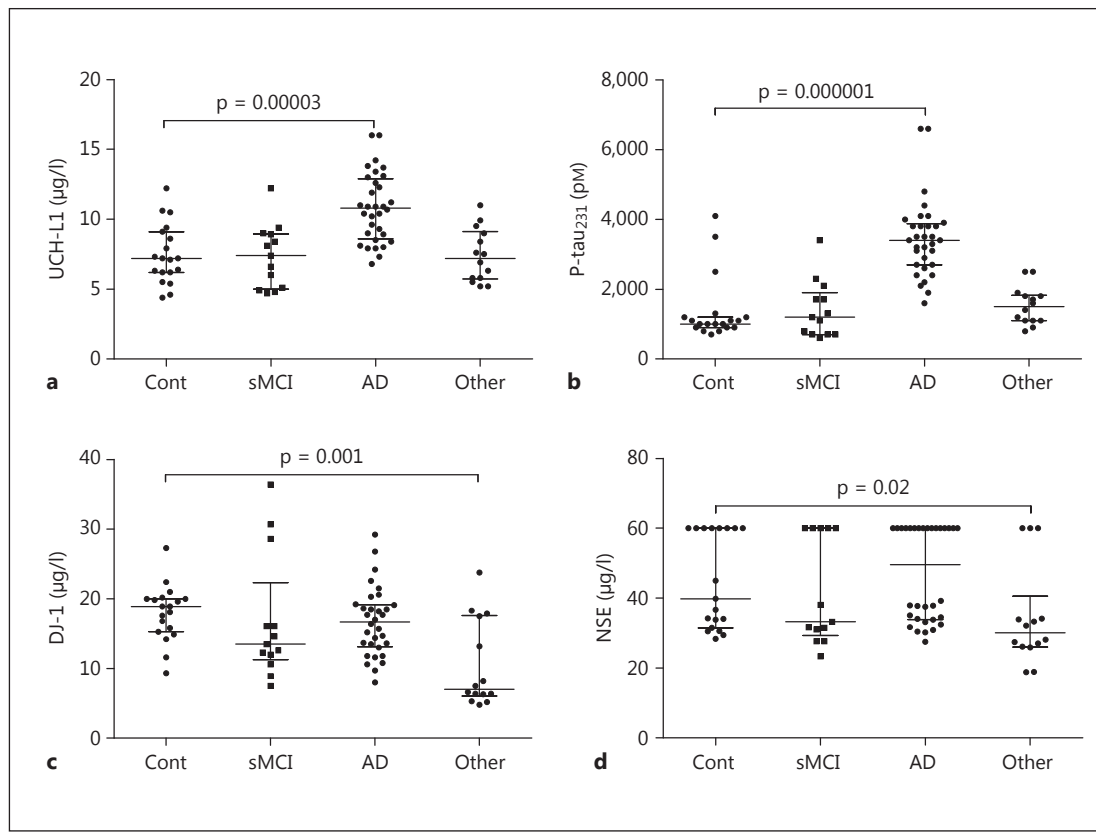 20
15
10
5
0
UCH-L1 (µg/l)
p = 0.00003
Cont sMCI AD Other
a
8,000
6,000
4,000
2,000
0
P-tau231 (pM)
p = 0.000001
Cont sMCI AD Other
b
40
30
20
10
0
DJ-1 (µg/l)
p = 0.001
Cont sMCI AD Other
c
80
60
40
20
0
NSE (µg/l)
p = 0.02
Cont sMCI AD Other
d